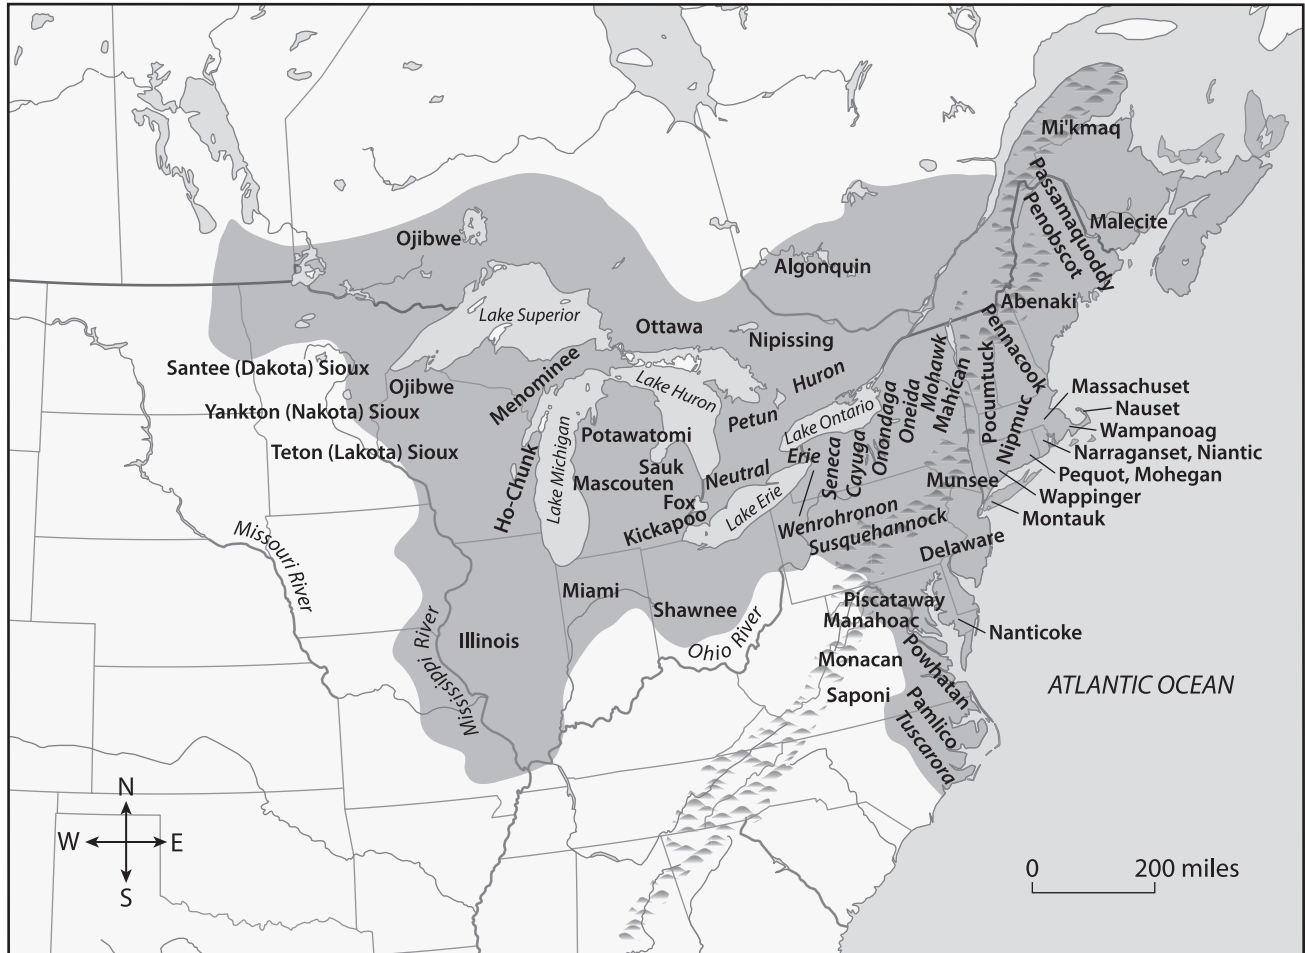 Mi'kmaq
Passamaquoddy
Penobscot
Malecite
Ojibwe
Algonquin
Abenaki
Lake Superior
Ottawa
Nipissing
Pennacook
Santee (Dakota) Sioux
Ojibwe
Menominee
Lake Huron
Huron
Mohawk
Mahican
Pocumtuck
Massachuset
Nauset
Yankton (Nakota) Sioux
Petun
Lake Ontario
Onondaga
Oneida
Nipmuc
Wampanoag
Teton (Lakota) Sioux
Potawatomi
Lake Michigan
Sauk
Erie
Seneca
Cayuga
Narraganset, Niantic
Ho-Chunk
Mascouten
Neutral
Munsee
Pequot, Mohegan
Fox
Lake Erie
Wappinger
Kickapoo
Wenrohronon
Montauk
Susquehannock
Delaware
Missouri River
Miami
Shawnee
Piscataway
Manahoac
Nanticoke
Mississippi River
Illinois
Ohio River
Monacan
Powhatan
Saponi
ATLANTIC OCEAN
Pamlico
Tuscarora
N
W E
S
0 200 miles